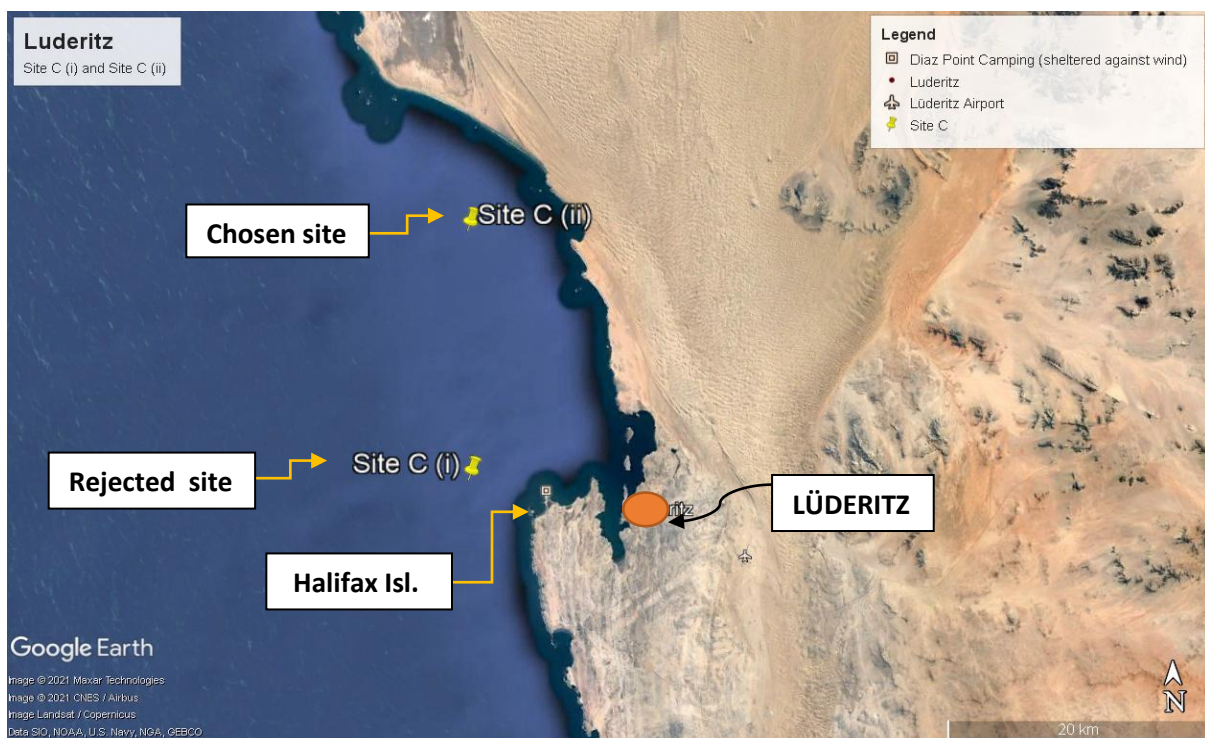 Luderitz
Site C (i) and Site C (ii)
Legend
Diaz Point Camping (sheltered against wind)
Luderitz
Lüderitz Airport
Site C
Chosen site
Site C (ii)
Rejected site
Site C (i)
Halifax Isl.
ritz
LÜDERITZ
Google Earth
Image © 2021 Maxar Technologies
Image © 2021 CNES / Airbus
Image Landsat / Copernicus
Data SIO, NOAA, U.S. Navy, NGA, GEBCO
N
20 km